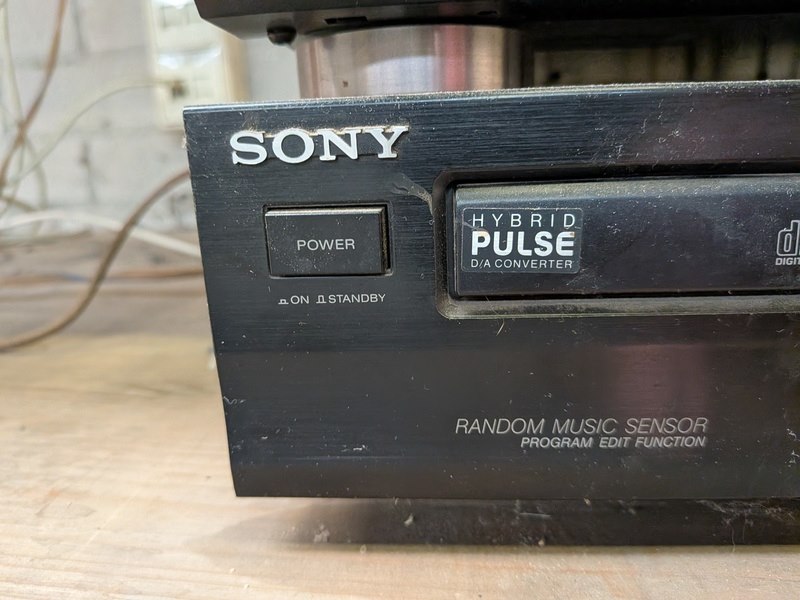 SONY
POWER
ON STANDBY
HYBRID
PULSE
D/A CONVERTER
RANDOM MUSIC SENSOR
PROGRAM EDIT FUNCTION